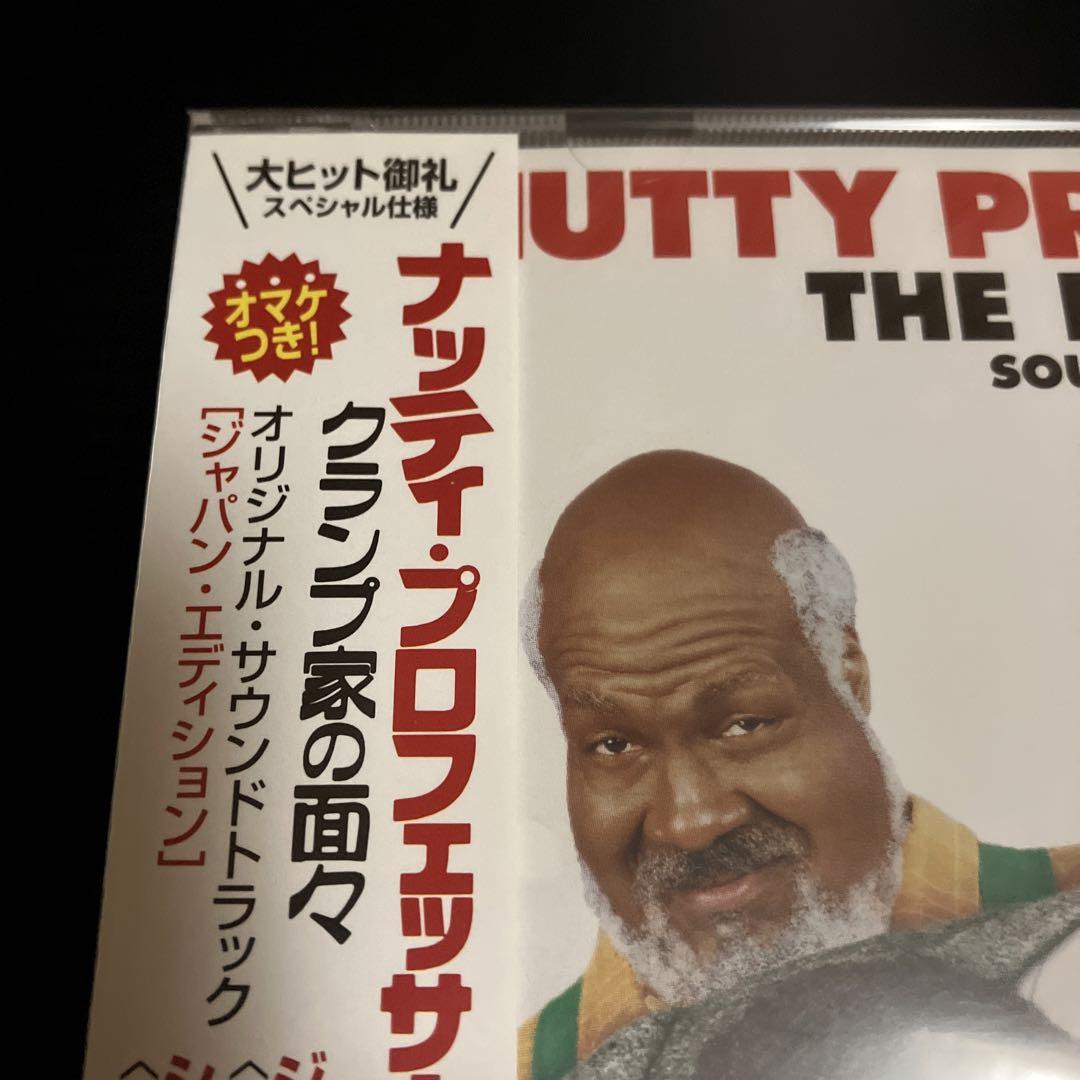 大ヒット御礼
スペシャル仕様
オマケ
つき!
ナッティ・プロフェッサ
クランプ家の面々
オリジナル・サウンドトラック
[ジャパン・エディション]
UTTY PR
THE
SOU